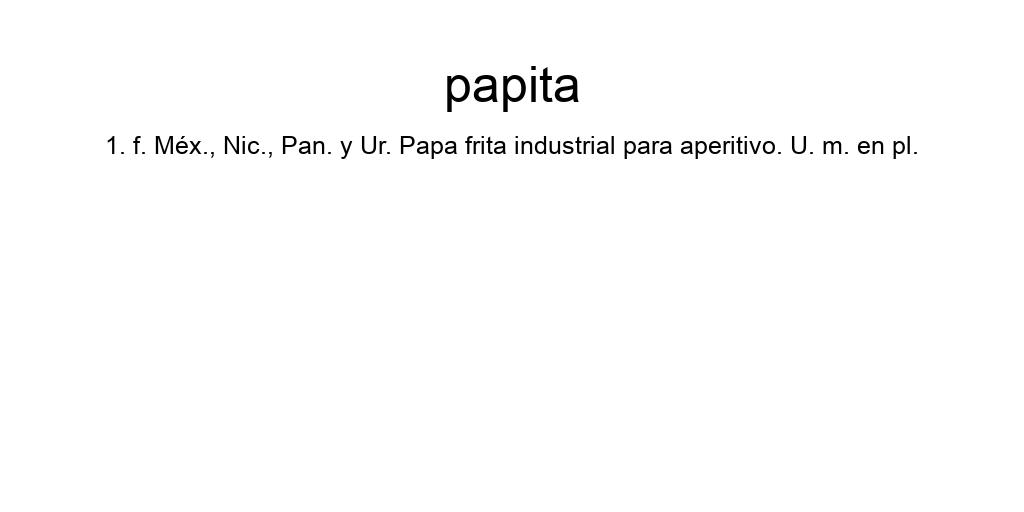 papita
1. f. Méx., Nic., Pan. y Ur. Papa frita industrial para aperitivo. U. m. en pl.